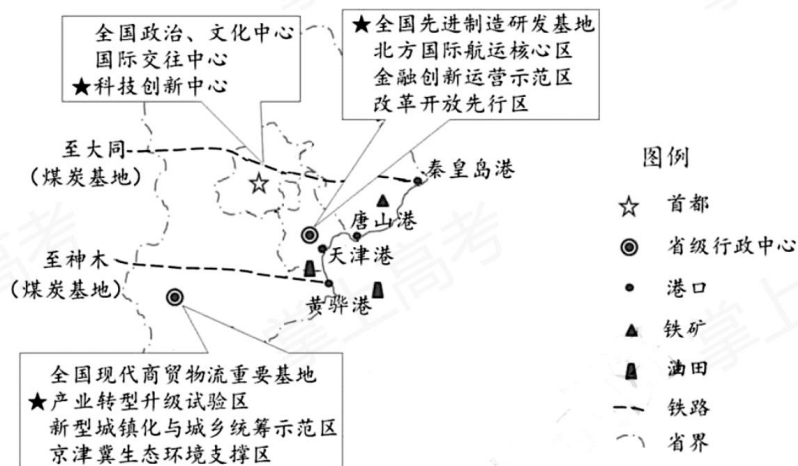 全国政治、文化中心
国际交往中心
★科技创新中心
★全国先进制造研发基地
北方国际航运核心区
金融创新运营示范区
改革开放先行区
至大同
（煤炭基地）
秦皇岛港
唐山港
天津港
至神木
（煤炭基地）
黄骅港
全国现代商贸物流重要基地
★产业转型升级试验区
新型城镇化与城乡统筹示范区
京津冀生态环境支撑区
图例
首都
省级行政中心
港口
铁矿
油田
铁路
省界
掌上高考